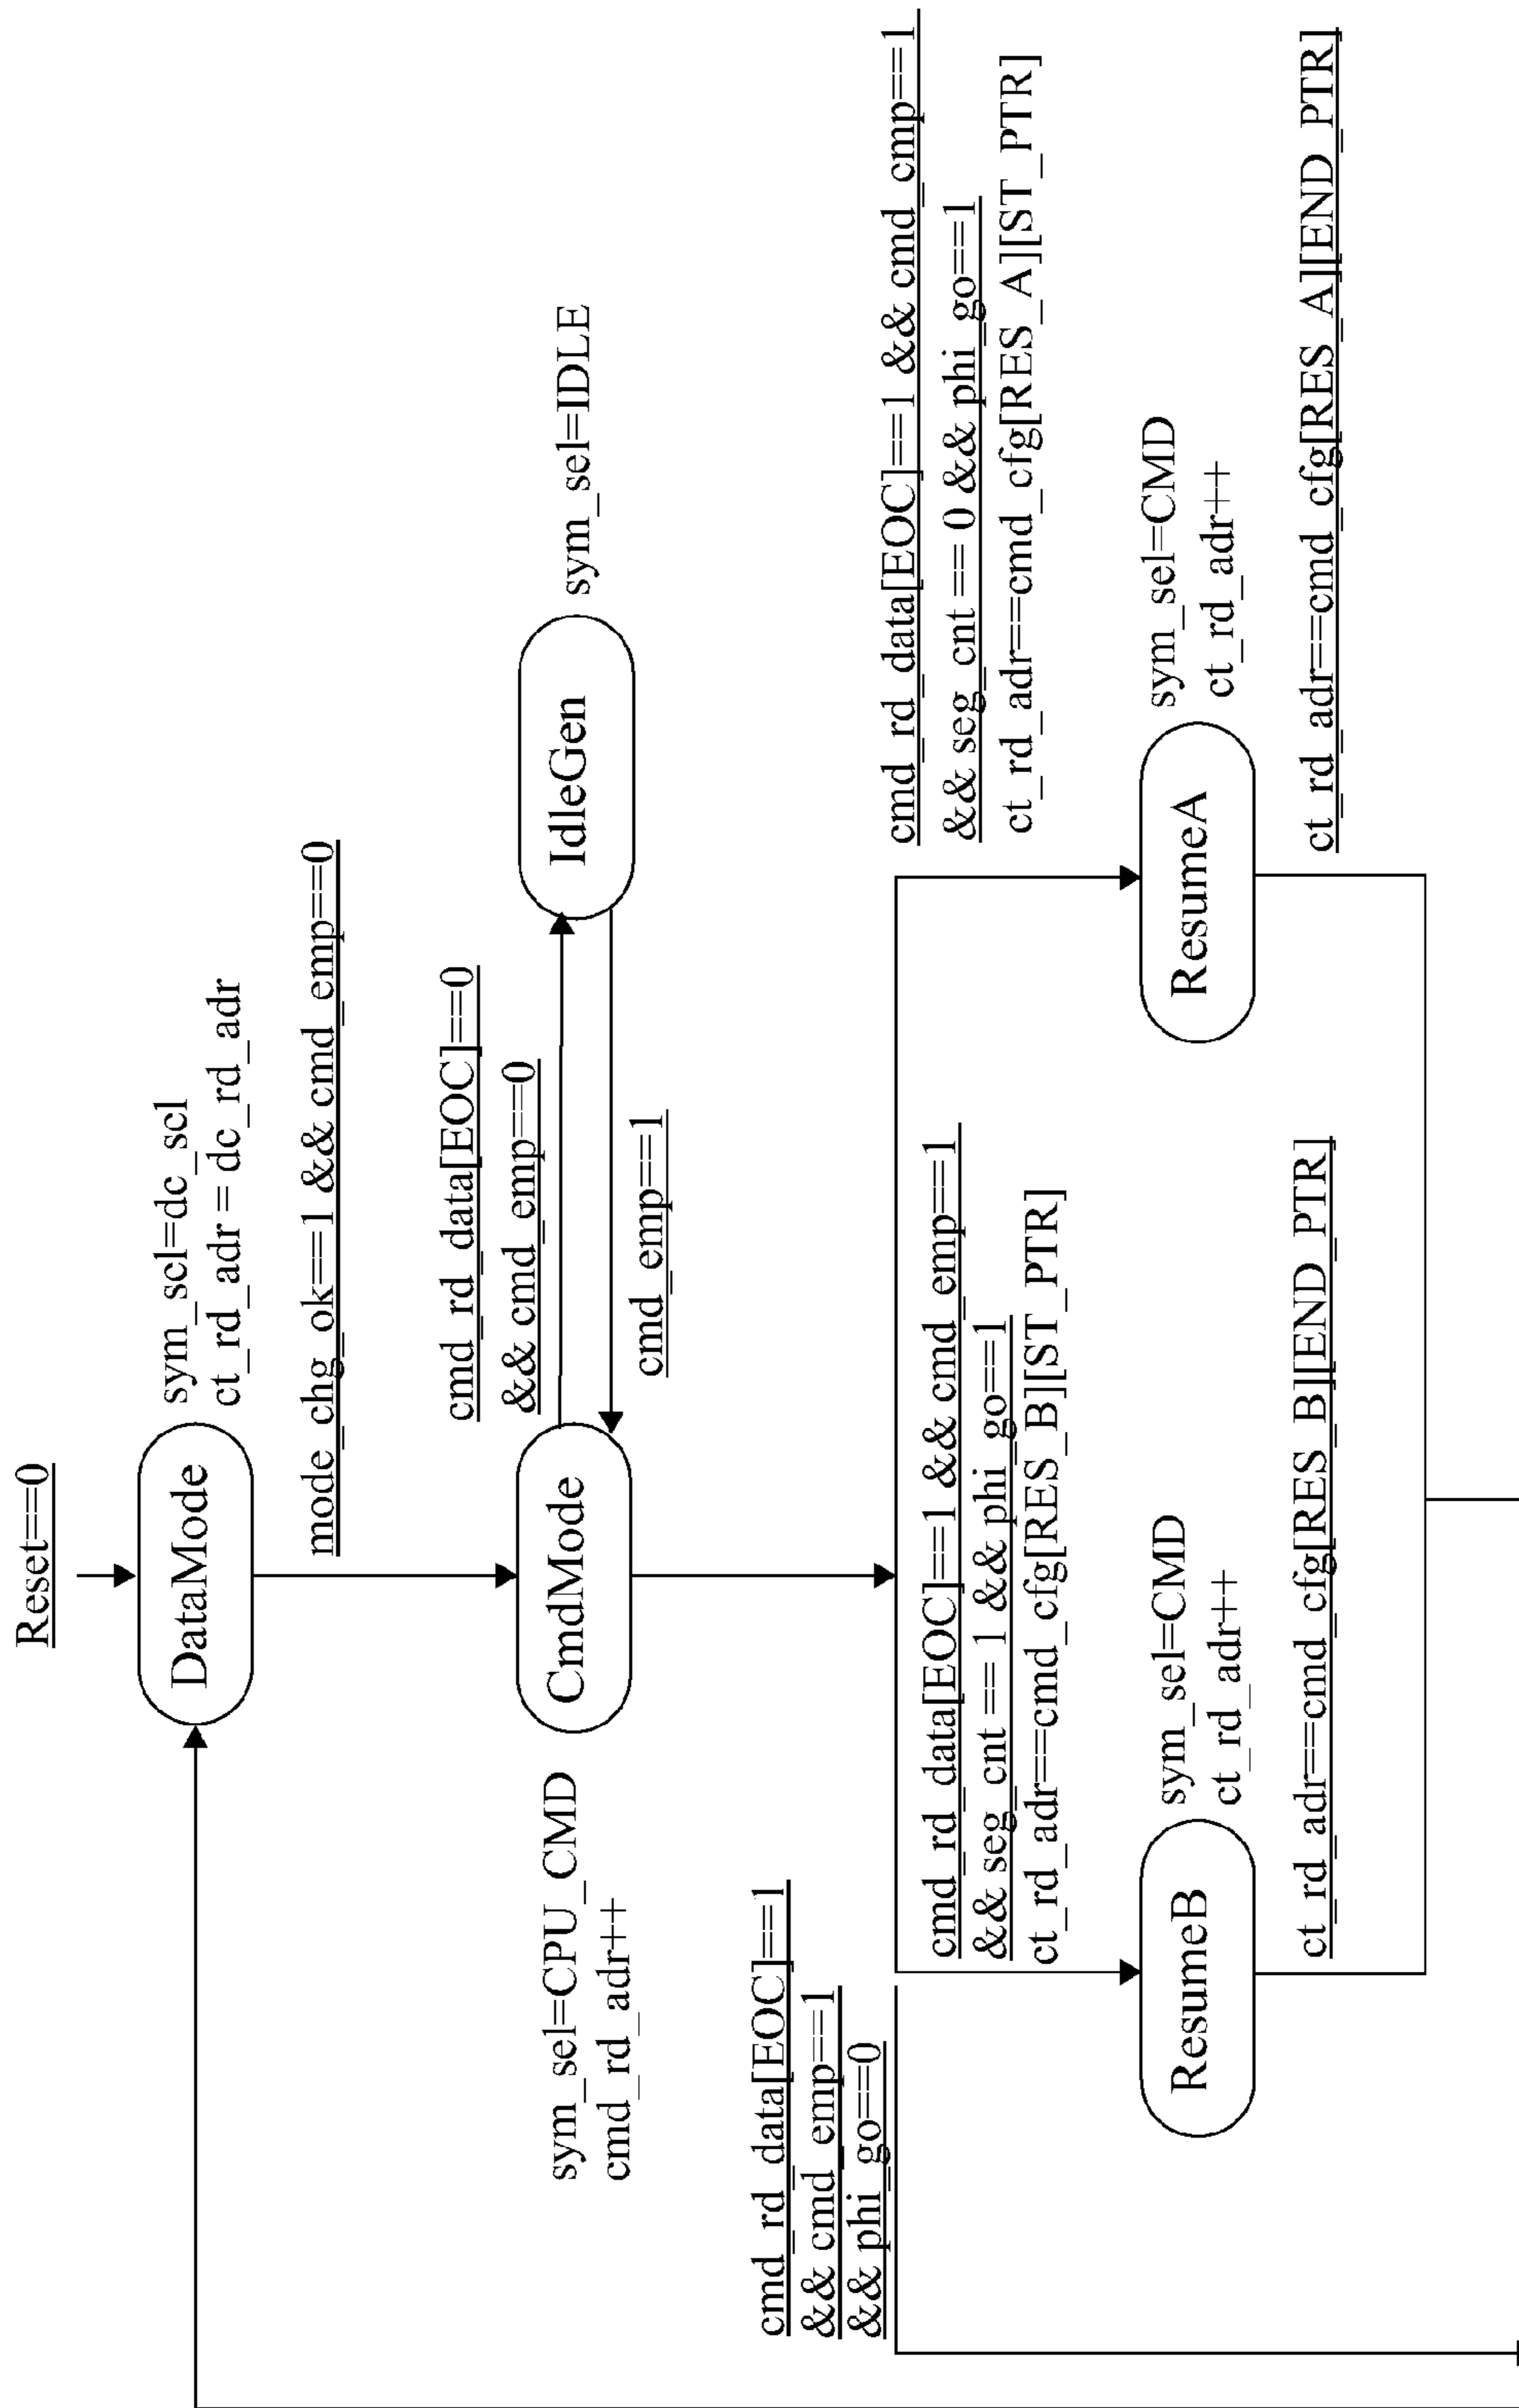 Reset==0
DataMode
sym_scl=dc_scl
ct_rd_adr = dc_rd_adr
mode_chg_ok==1 && cmd_emp==0
CmdMode
sym_sel=CPU_CMD
cmd_rd_adr++
cmd_rd_data[EOC]==0
&& cmd_emp==0
cmd_emp==1
IdleGen
sym_sel=IDLE
cmd_rd_data[EOC]==1
&& cmd_emp==1
&& phi_go==0
cmd_rd_data[EOC]==1 && cmd_emp==1
&& seg_cnt == 1 && phi_go==1
ct_rd_adr==cmd_cfg[RES_B][ST_PTR]
cmd_rd_data[EOC]==1 && cmd_cmp==1
&& seg_cnt == 0 && phi_go==1
ct_rd_adr==cmd_cfg[RES_A][ST_PTR]
ResumeB
sym_sel=CMD
ct_rd_adr++
ct_rd_adr==cmd_cfg[RES_B][END_PTR]
ResumeA
sym_sel=CMD
ct_rd_adr++
ct_rd_adr==cmd_cfg[RES_A][END_PTR]